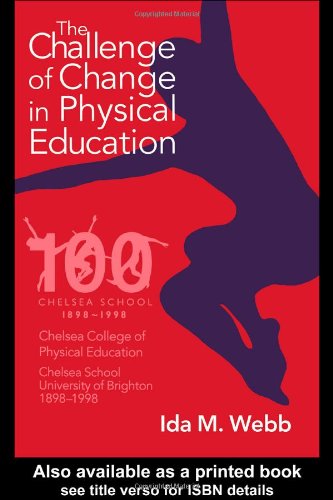 The
Challenge
of Change
in Physical
Education
100
CHELSEA SCHOOL
1898–1998
Chelsea College of
Physical Education
Chelsea School
University of Brighton
1898–1998
Ida M. Webb
Also available as a printed book
see title verso for ISBN details